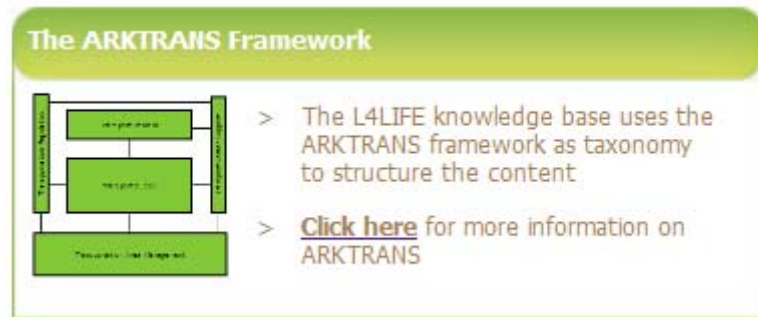 The ARKTRANS Framework
> The L4LIFE knowledge base uses the
ARKTRANS framework as taxonomy
to structure the content
> Click here for more information on
ARKTRANS